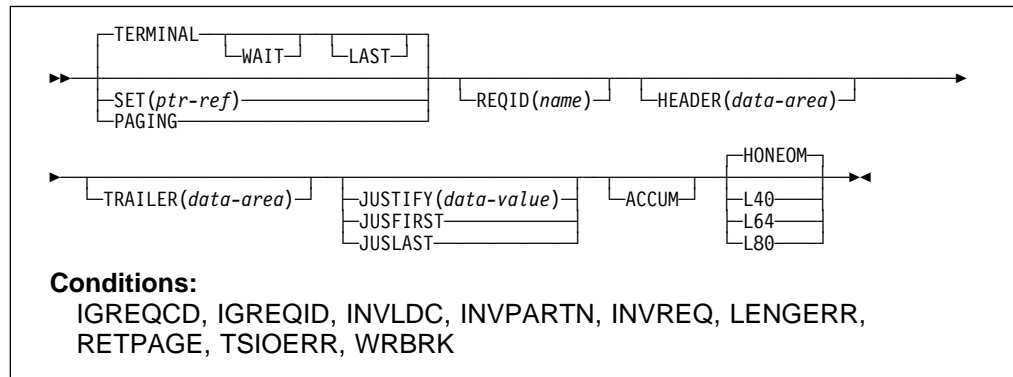 TERMINAL
WAIT LAST
SET(ptr-ref) REQID(name) HEADER(data-area)
PAGING
HONEOM
TRAILER(data-area) JUSTIFY(data-value) ACCUM L40
JUSFIRST L64
JUSLAST L80
Conditions:
IGREQCD, IGREQID, INVLDC, INVPARTN, INVREQ, LENGERR,
RETPAGE, TSIOERR, WRBRK